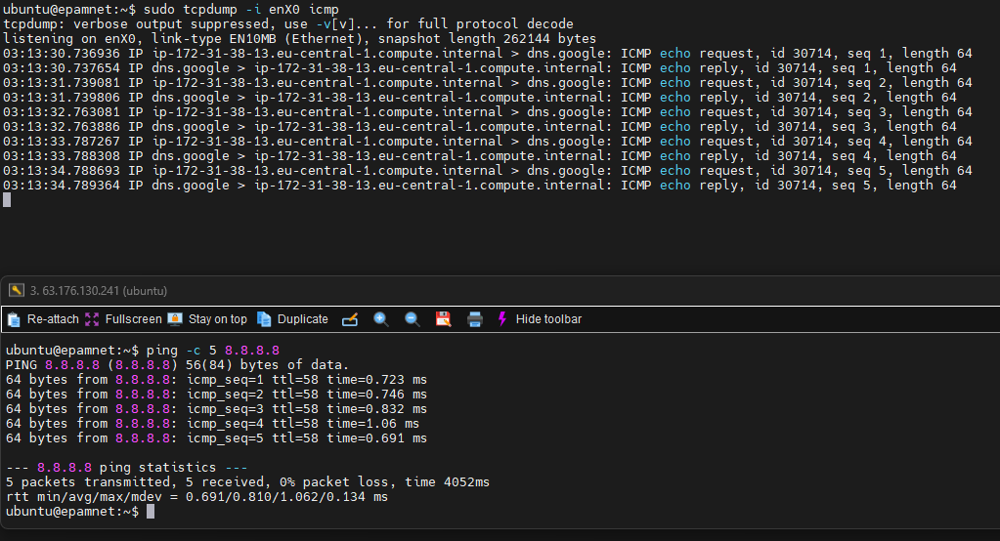 ubuntu@epamnet:~$ sudo tcpdump -i enX0 icmp
tcpdump: verbose output suppressed, use -v[v]... for full protocol decode
listening on enX0, link-type EN10MB (Ethernet), snapshot length 262144 bytes
03:13:30.736936 IP ip-172-31-38-13.eu-central-1.compute.internal > dns.google: ICMP echo request, id 30714, seq 1, length 64
03:13:30.737654 IP dns.google > ip-172-31-38-13.eu-central-1.compute.internal: ICMP echo reply, id 30714, seq 1, length 64
03:13:31.739081 IP ip-172-31-38-13.eu-central-1.compute.internal > dns.google: ICMP echo request, id 30714, seq 2, length 64
03:13:31.739806 IP dns.google > ip-172-31-38-13.eu-central-1.compute.internal: ICMP echo reply, id 30714, seq 2, length 64
03:13:32.763081 IP ip-172-31-38-13.eu-central-1.compute.internal > dns.google: ICMP echo request, id 30714, seq 3, length 64
03:13:32.763886 IP dns.google > ip-172-31-38-13.eu-central-1.compute.internal: ICMP echo reply, id 30714, seq 3, length 64
03:13:33.787267 IP ip-172-31-38-13.eu-central-1.compute.internal > dns.google: ICMP echo request, id 30714, seq 4, length 64
03:13:33.788308 IP dns.google > ip-172-31-38-13.eu-central-1.compute.internal: ICMP echo reply, id 30714, seq 4, length 64
03:13:34.788693 IP ip-172-31-38-13.eu-central-1.compute.internal > dns.google: ICMP echo request, id 30714, seq 5, length 64
03:13:34.789364 IP dns.google > ip-172-31-38-13.eu-central-1.compute.internal: ICMP echo reply, id 30714, seq 5, length 64
3. 63.176.130.241 (ubuntu)
Re-attach Fullscreen Stay on top Duplicate Hide toolbar
ubuntu@epamnet:~$ ping -c 5 8.8.8.8
PING 8.8.8.8 (8.8.8.8) 56(84) bytes of data.
64 bytes from 8.8.8.8: icmp_seq=1 ttl=58 time=0.723 ms
64 bytes from 8.8.8.8: icmp_seq=2 ttl=58 time=0.746 ms
64 bytes from 8.8.8.8: icmp_seq=3 ttl=58 time=0.832 ms
64 bytes from 8.8.8.8: icmp_seq=4 ttl=58 time=1.06 ms
64 bytes from 8.8.8.8: icmp_seq=5 ttl=58 time=0.691 ms
--- 8.8.8.8 ping statistics ---
5 packets transmitted, 5 received, 0% packet loss, time 4052ms
rtt min/avg/max/mdev = 0.691/0.810/1.062/0.134 ms
ubuntu@epamnet:~$